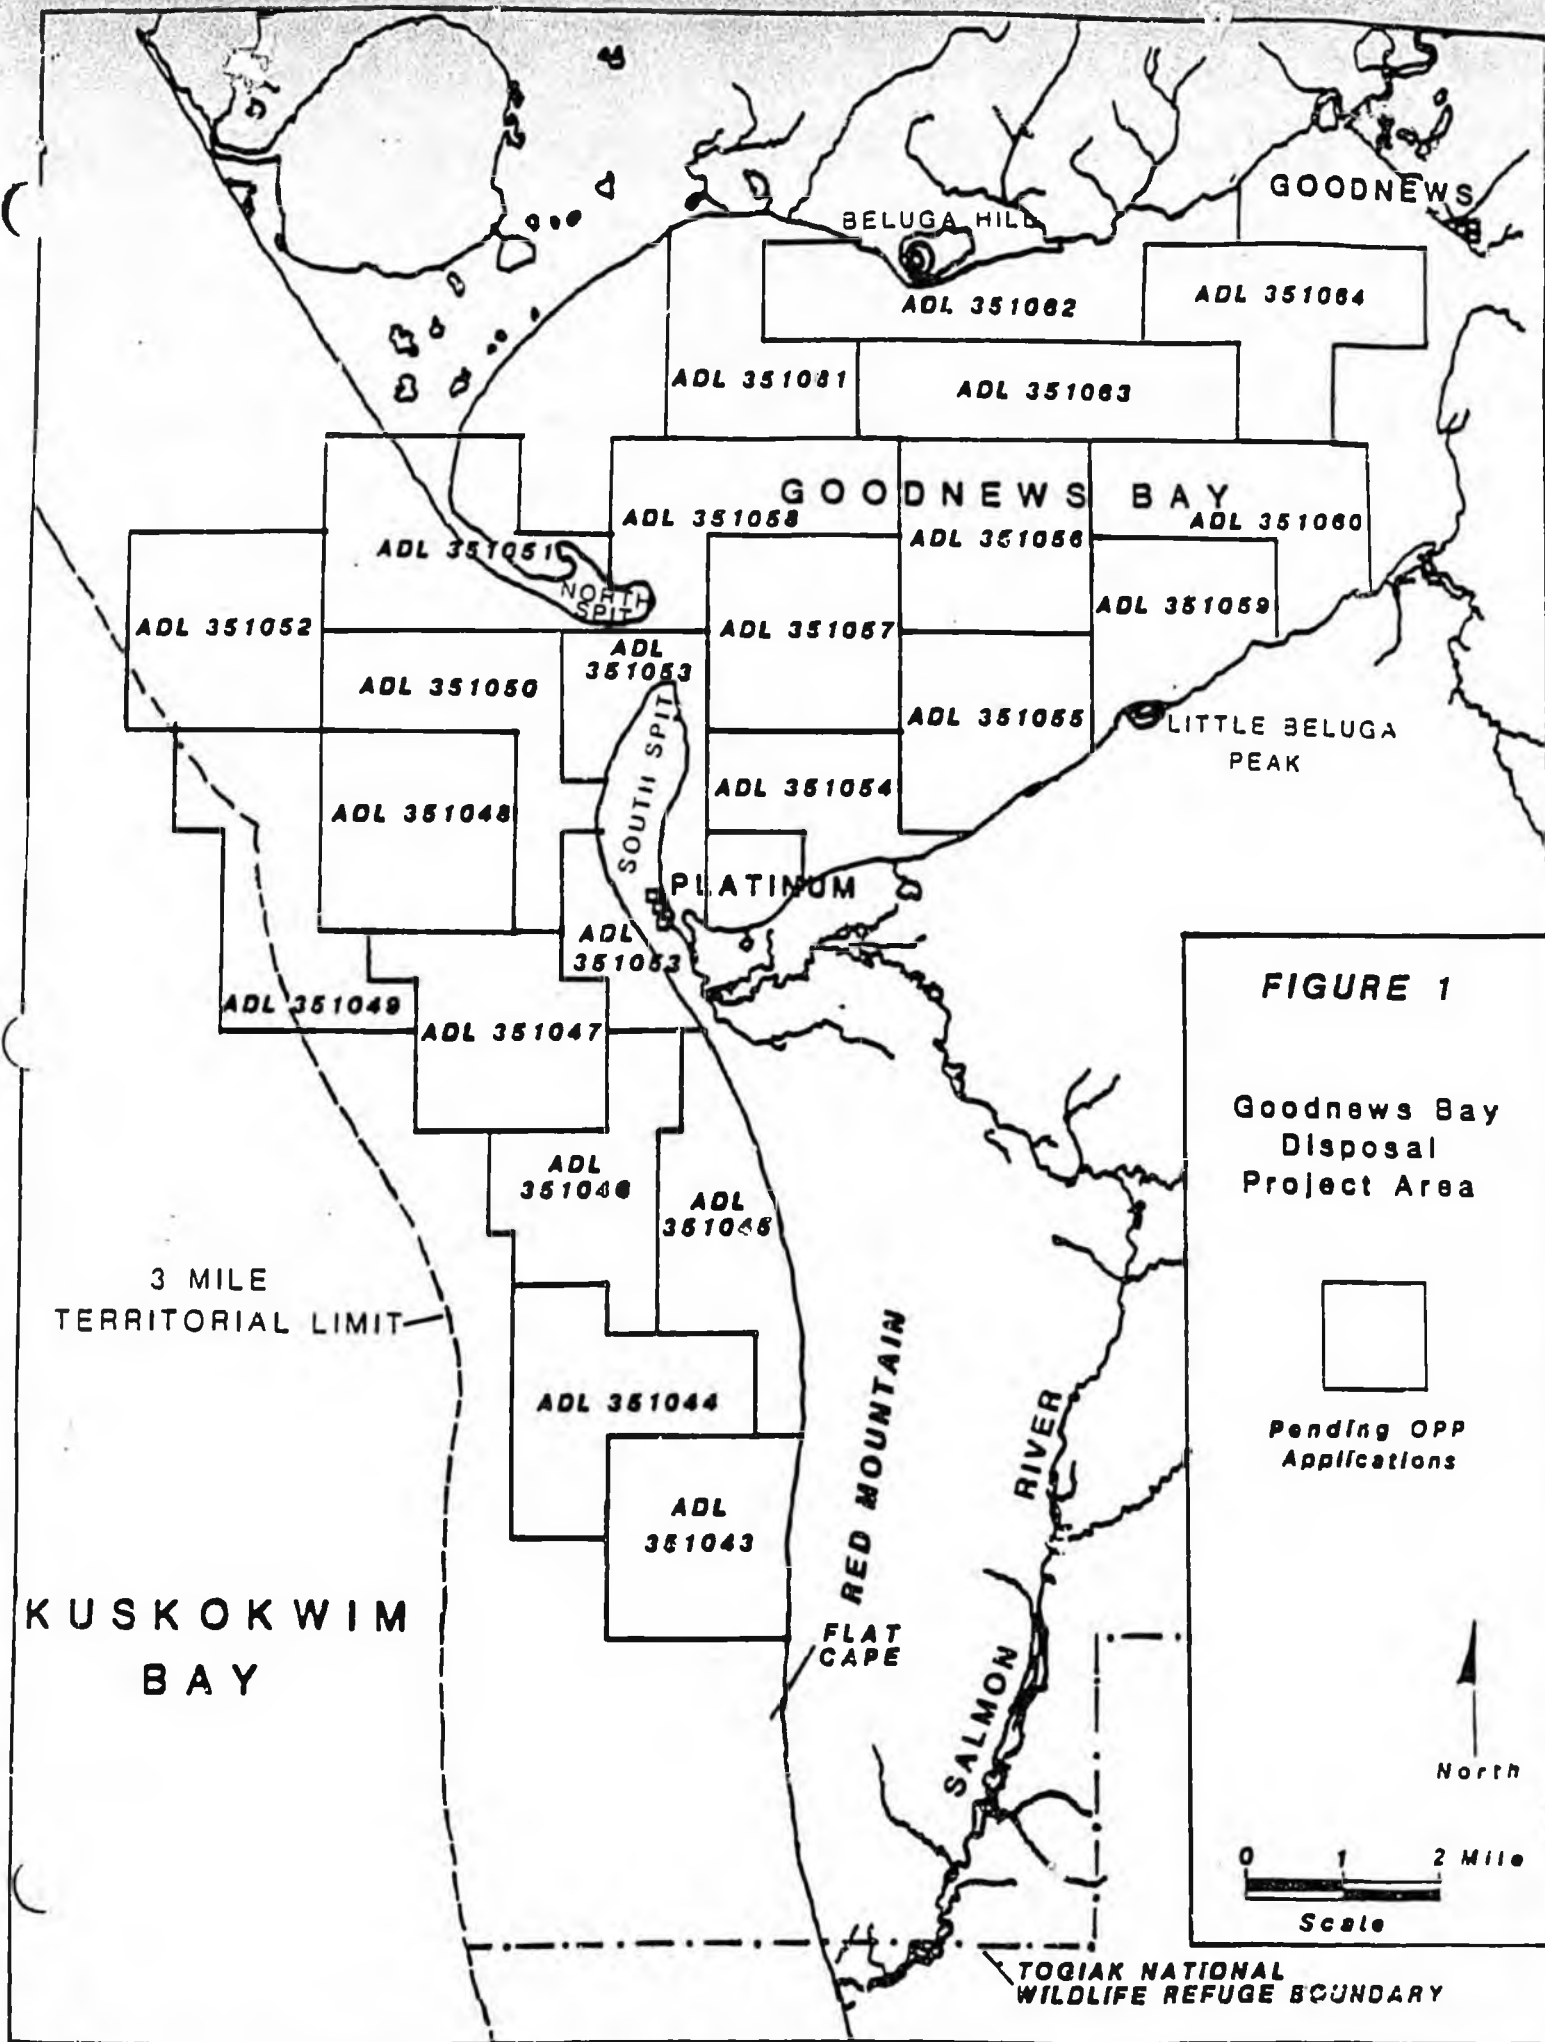 GOODNEWS
BELUGA HILL
ADL 351062
ADL 351064
ADL 351061
ADL 351063
GOODNEWS BAY
ADL 351058
ADL 351060
ADL 351051
ADL 351056
NORTH
SPIT
ADL 351059
ADL 351052
ADL 351057
ADL
351053
ADL 351050
ADL 351055
SOUTH SPIT
LITTLE BELUGA
PEAK
ADL 351054
ADL 351048
PLATINUM
ADL
351053
ADL 351049
ADL 351047
FIGURE 1
Goodnews Bay
Disposal
Project Area
ADL
351046
ADL
351045
3 MILE
TERRITORIAL LIMIT
RED MOUNTAIN
ADL 351044
Pending OPP
Applications
SALMON RIVER
ADL
351043
KUSKOKWIM
BAY
FLAT
CAPE
North
0 1 2 Mile
Scale
TOGIAK NATIONAL
WILDLIFE REFUGE BOUNDARY